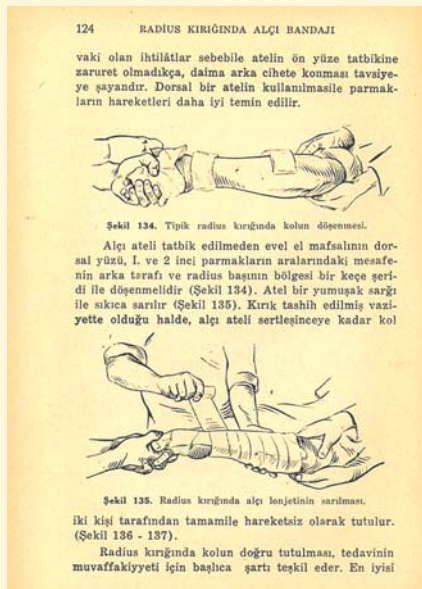 124 RADİUS KIRIĞINDA ALÇI BANDAJI
vaki olan ihtilâtlar sebebile atelin ön yüze tatbikine
zaruret olmadıkça, daima arka cihete konması tavsiye-
ye şayandır. Dorsal bir atelin kullanılmasile parmak-
ların hareketleri daha iyi temin edilir.
Şekil 134. Tipik radius kırığında kolun döşenmesi.
Alçı ateli tatbik edilmeden evel el mafsalının dor-
sal yüzü, I. ve 2 inci parmakların aralarındaki mesafe-
nin arka tarafı ve radius başının bölgesi bir keçe şeri-
di ile döşenmelidir (Şekil 134). Atel bir yumuşak sarğı
ile sıkıca sarılır (Şekil 135). Kırık tashih edilmiş vazi-
yette olduğu halde, alçı ateli sertleşinceye kadar kol
Şekil 135. Radius kırığında alçı lonjetinin sarılması.
iki kişi tarafından tamamile hareketsiz olarak tutulur.
(Şekil 136 - 137).
Radius kırığında kolun doğru tutulması, tedavinin
muvaffakiyyeti için başlıca şartı teşkil eder. En iyisi